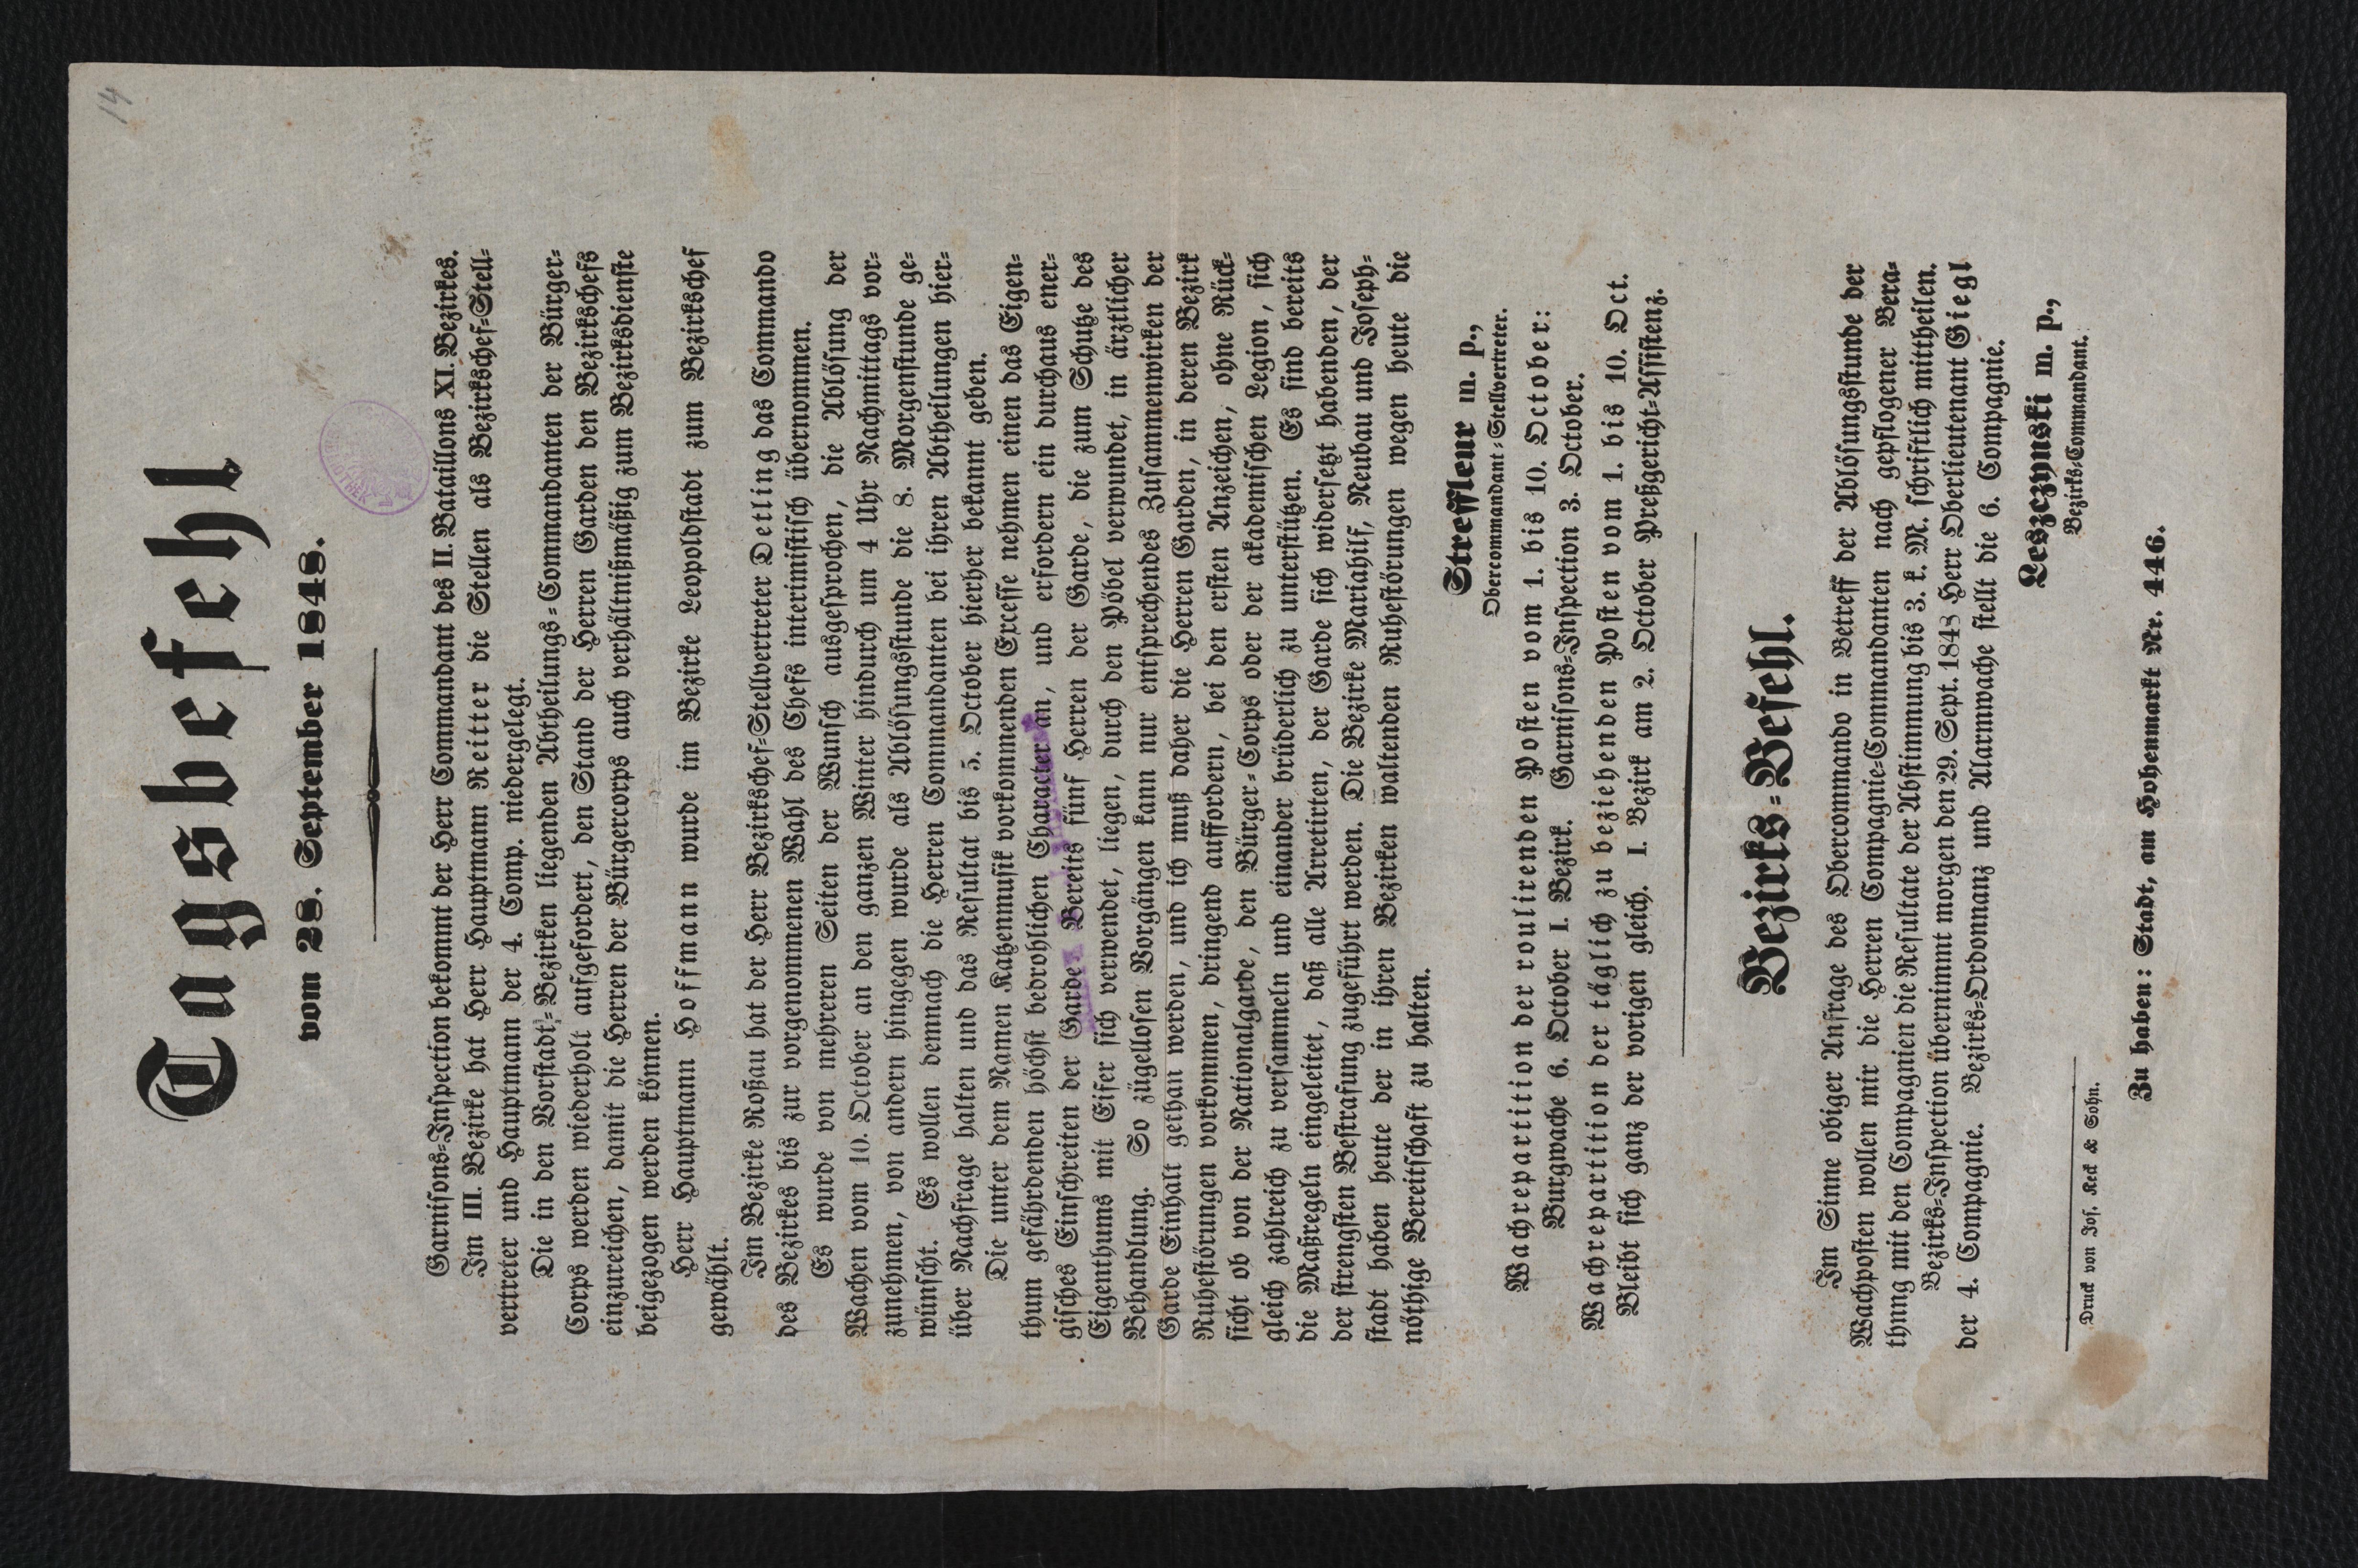 14
Tagsbefehl
vom 28. September 1848.
Garnisons-Inspection bekommt der Herr Commandant des II. Bataillons XI. Bezirkes.
Im III. Bezirke hat Herr Hauptmann Reitter die Stellen als Bezirkschef-Stell-
vertreter und Hauptmann der 4. Comp. niedergelegt.
Die in den Vorstadt-Bezirken liegenden Abtheilungs-Commandanten der Bürger-
Corps werden wiederholt aufgefordert, den Stand der Herren Garden den Bezirkschefs
einzureichen, damit die Herren der Bürgercorps auch verhältnißmäßig zum Bezirksdienste
beigezogen werden können.
Herr Hauptmann Hoffmann wurde im Bezirke Leopoldstadt zum Bezirkschef
gewählt.
Im Bezirke Roßau hat der Herr Bezirkschef-Stellvertreter Detling das Commando
des Bezirkes bis zur vorgenommenen Wahl des Chefs interimistisch übernommen.
Es wurde von mehreren Seiten der Wunsch ausgesprochen, die Ablösung der
Wachen vom 10. October an den ganzen Winter hindurch um 4 Uhr Nachmittags vor-
zunehmen, von andern hingegen wurde als Ablösungsstunde die 8. Morgenstunde ge-
wünscht. Es wollen demnach die Herren Commandanten bei ihren Abtheilungen hier-
über Nachfrage halten und das Resultat bis 5. October hierher bekannt geben.
Die unter dem Namen Katzenmusik vorkommenden Excesse nehmen einen das Eigen-
thum gefährdenden höchst bedrohlichen Character an, und erfordern ein durchaus ener-
gisches Einschreiten der Garde. Bereits fünf Herren der Garde, die zum Schutze des
Eigenthums mit Eifer sich verwendet, liegen, durch den Pöbel verwundet, in ärztlicher
Behandlung. So zügellosen Vorgängen kann nur entsprechendes Zusammenwirken der
Garde Einhalt gethan werden, und ich muß daher die Herren Garden, in deren Bezirk
Ruhestörungen vorkommen, dringend auffordern, bei den ersten Anzeichen, ohne Rück-
sicht ob von der Nationalgarde, den Bürger-Corps oder der akademischen Legion, sich
gleich zahlreich zu versammeln und einander brüderlich zu unterstützen. Es sind bereits
die Maßregeln eingeleitet, daß alle Arretirten, der Garde sich widersetzt habenden, der
der strengsten Bestrafung zugeführt werden. Die Bezirke Mariahilf, Neubau und Joseph-
stadt haben heute der in ihren Bezirken waltenden Ruhestörungen wegen heute die
nöthige Bereitschaft zu halten.
Streffleur m. p.,
Obercommandant-Stellvertreter.
Wachrepartition der roulirenden Posten vom 1. bis 10. October:
Burgwache 6. October I. Bezirk. Garnisons-Inspection 3. October.
Wachrepartition der täglich zu beziehenden Posten vom 1. bis 10. Oct.
Bleibt sich ganz der vorigen gleich. I. Bezirk am 2. October Preßgericht-Assistenz.
Bezirks-Befehl.
Im Sinne obiger Anfrage des Obercommando in Betreff der Ablösungsstunde der
Wachposten wollen mir die Herren Compagnie-Commandanten nach gepflogener Bera-
thung mit den Compagnien die Resultate der Abstimmung bis 3. k. M. schriftlich mittheilen.
Bezirks-Inspection übernimmt morgen den 29. Sept. 1848 Herr Oberlieutenant Giegl
der 4. Compagnie. Bezirks-Ordonnanz und Alarmwache stellt die 6. Compagnie.
Leszczynski m. p.,
Bezirks-Commandant.
Druck von Jos. Keck & Sohn.
Zu haben: Stadt, am Hohenmarkt Nr. 446.